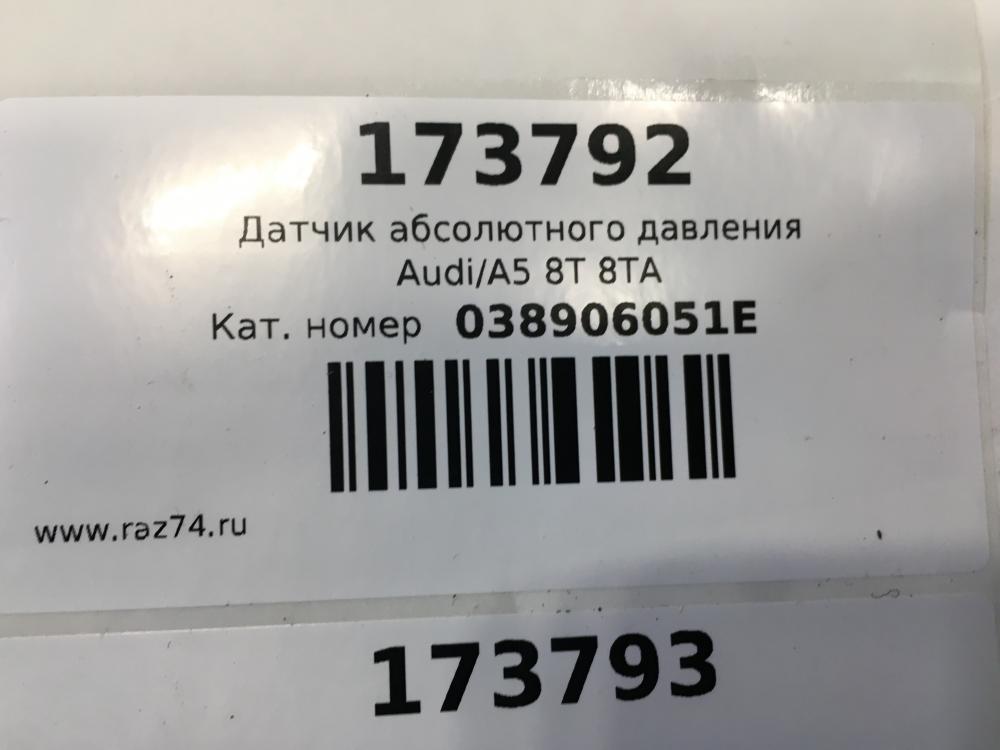 173792
Датчик абсолютного давления
Audi/A5 8T 8TA
Кат. номер 038906051E
www.raz74.ru
173793